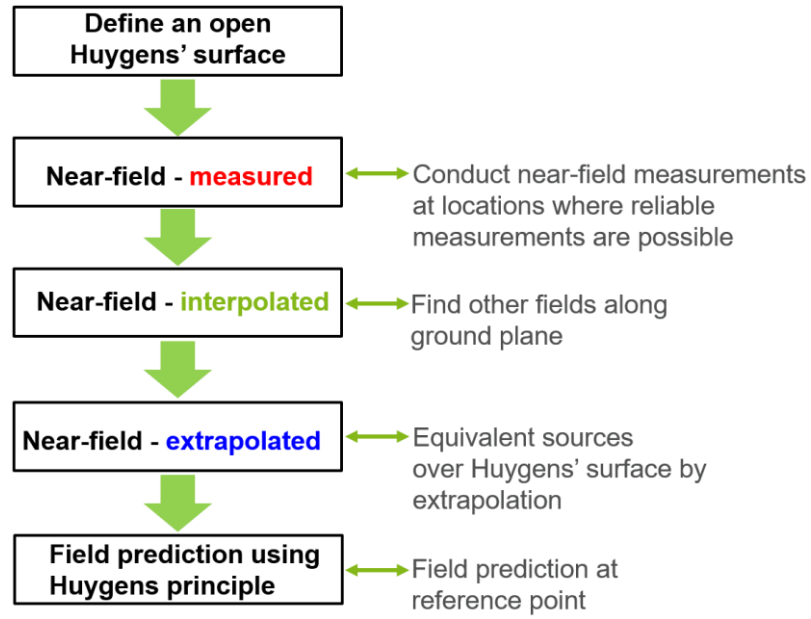 Define an open
Huygens’ surface
Near-field - measured
Conduct near-field measurements
at locations where reliable
measurements are possible
Near-field - interpolated
Find other fields along
ground plane
Near-field - extrapolated
Equivalent sources
over Huygens’ surface by
extrapolation
Field prediction using
Huygens principle
Field prediction at
reference point